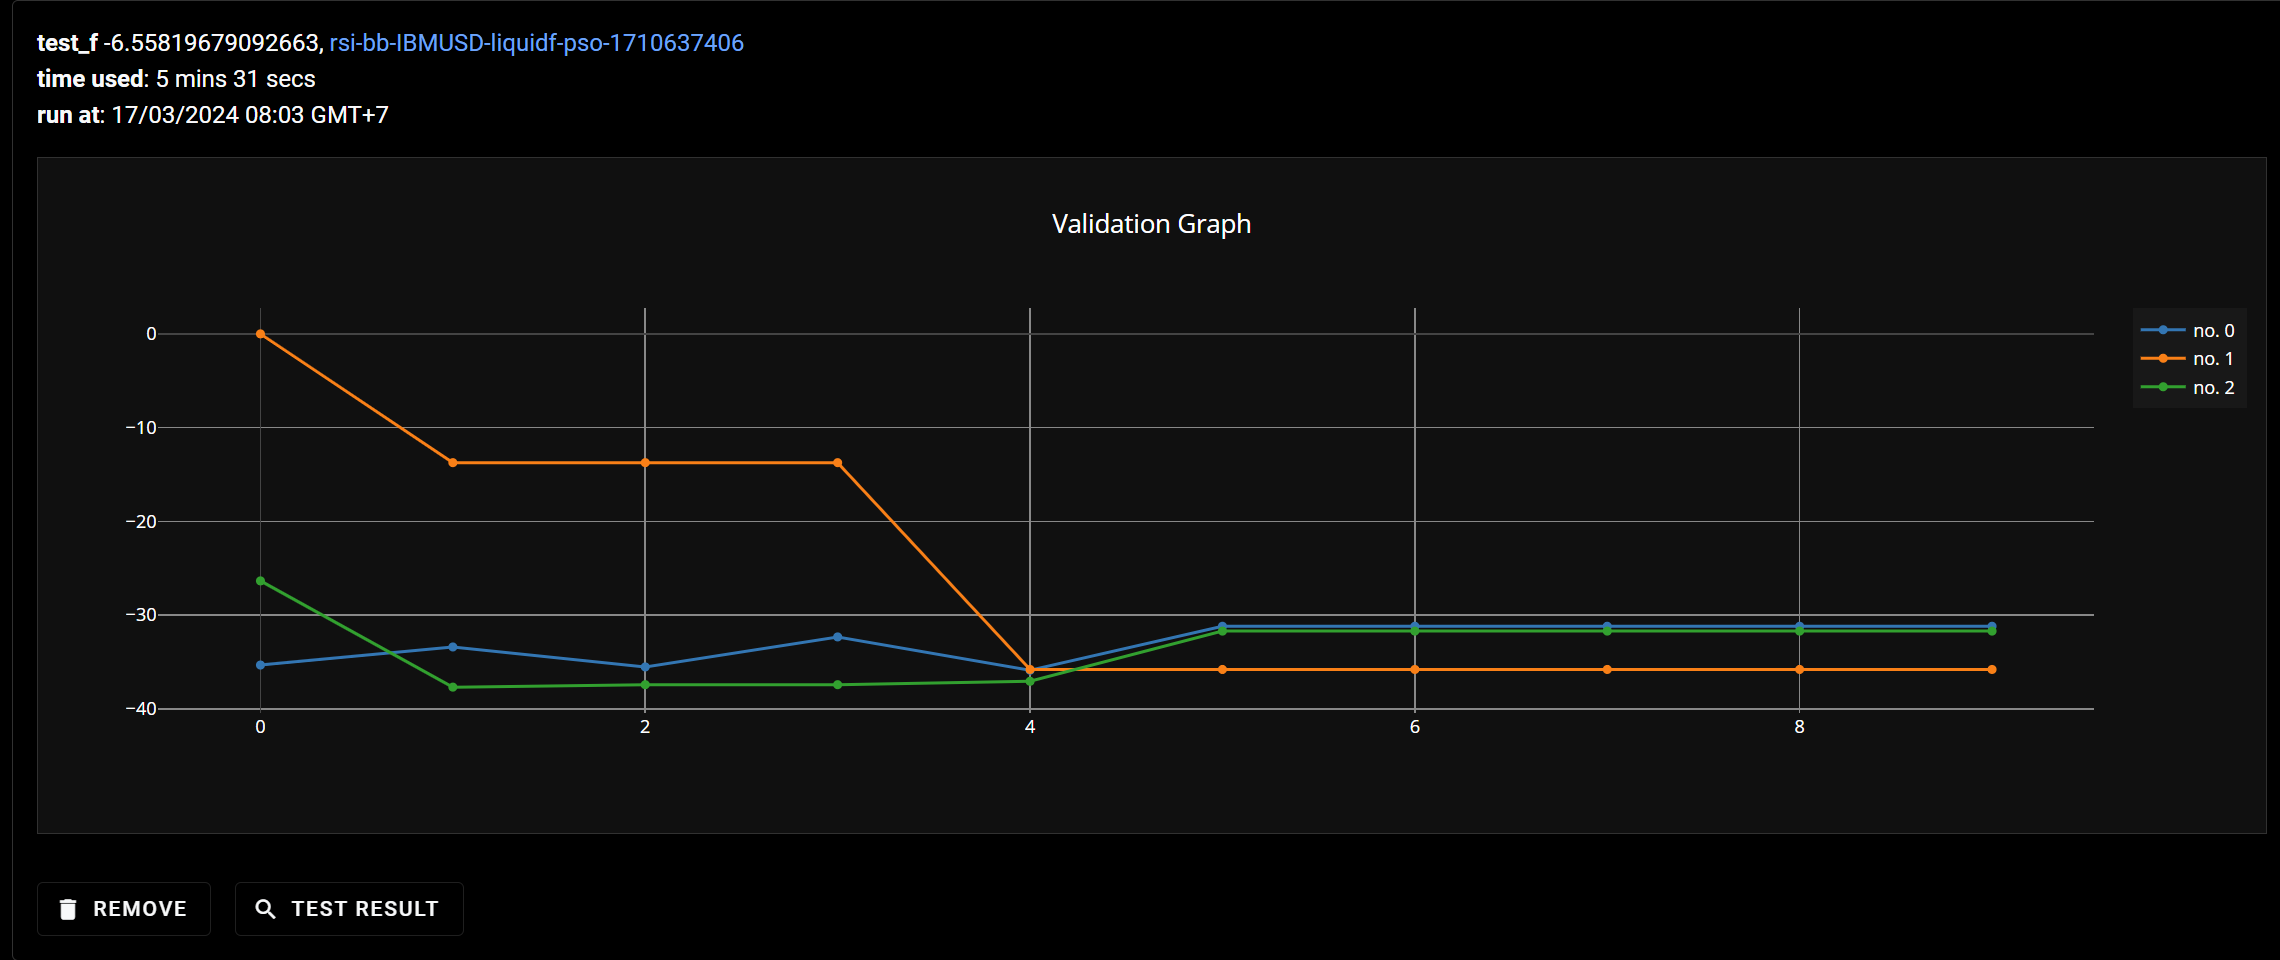 test_f -6.55819679092663, rsi-bb-IBMUSD-liquidf-pso-1710637406
time used: 5 mins 31 secs
run at: 17/03/2024 08:03 GMT+7
Validation Graph
0
−10
−20
−30
−40
0 2 4 6 8
no. 0
no. 1
no. 2
REMOVE TEST RESULT